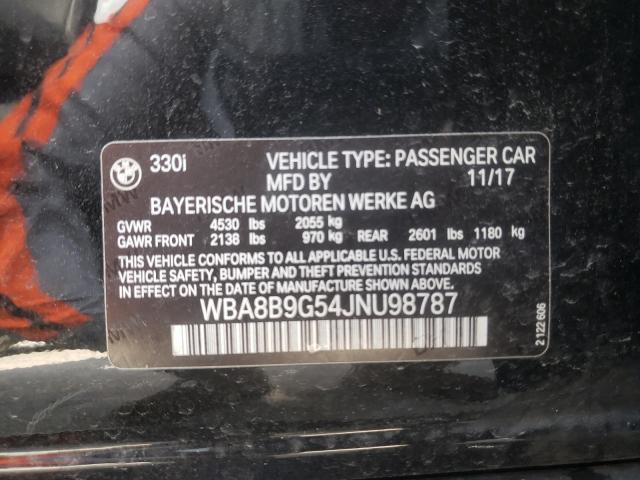 330i VEHICLE TYPE: PASSENGER CAR
MFD BY 11/17
BAYERISCHE MOTOREN WERKE AG
GVWR 4530 lbs 2055 kg
GAWR FRONT 2138 lbs 970 kg REAR 2601 lbs 1180 kg
THIS VEHICLE CONFORMS TO ALL APPLICABLE U.S. FEDERAL MOTOR
VEHICLE SAFETY, BUMPER AND THEFT PREVENTION STANDARDS
IN EFFECT ON THE DATE OF MANUFACTURE SHOWN ABOVE.
WBA8B9G54JNU98787
2 122 606